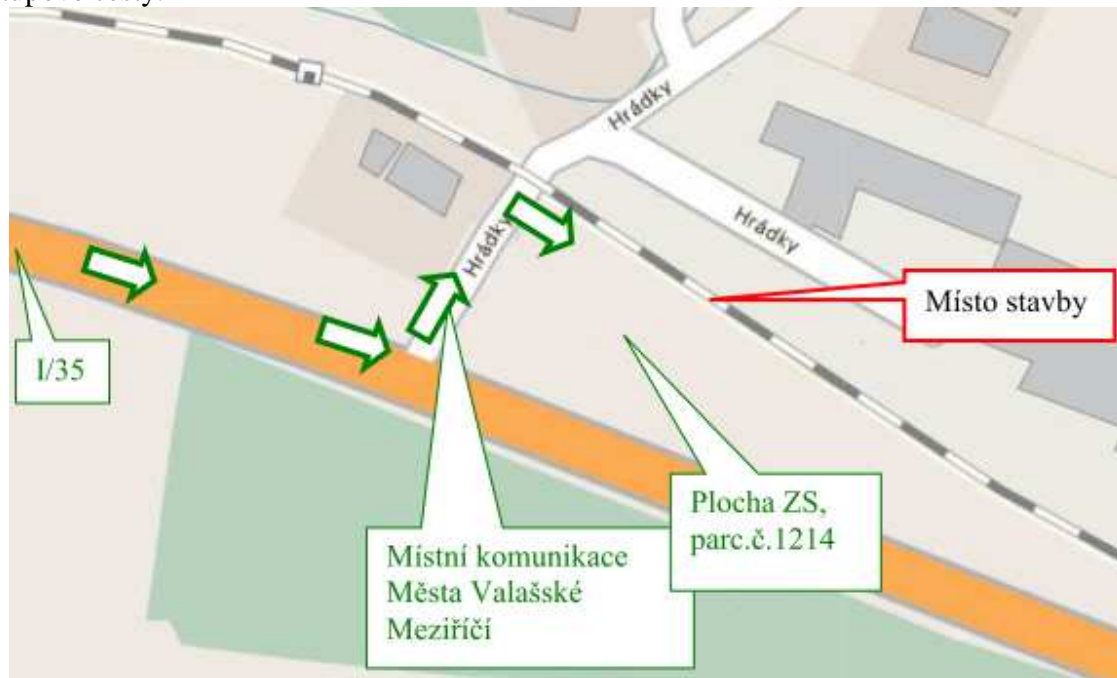 Hrádky
Hrádky
Hrádky
Místo stavby
I/35
Plocha ZS,
parc.č.1214
Místní komunikace
Města Valašské
Meziříčí